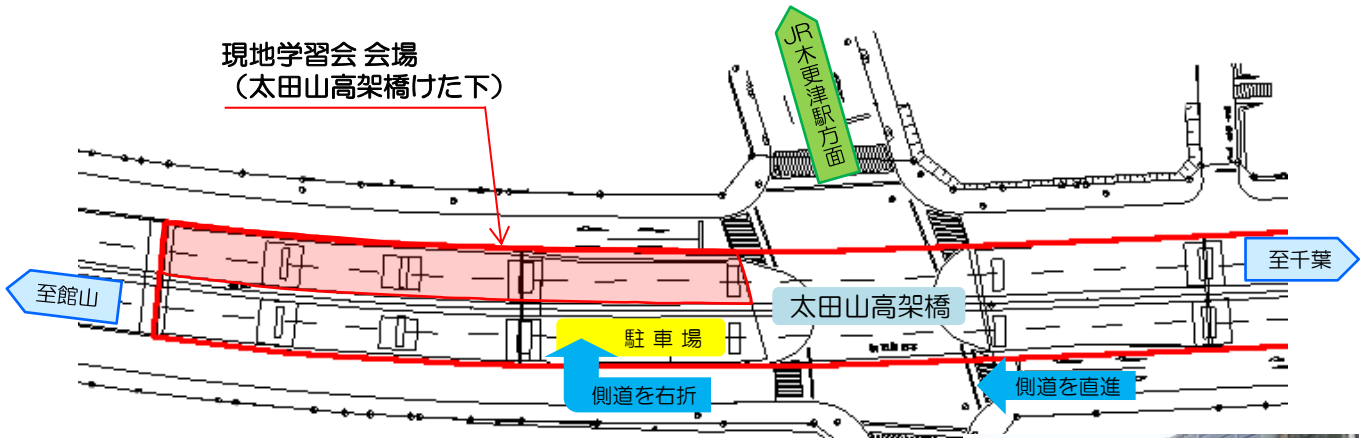 現地学習会 会場
（太田山高架橋けた下）
JR木更津駅方面
至館山
至千葉
太田山高架橋
駐車場
側道を右折
側道を直進